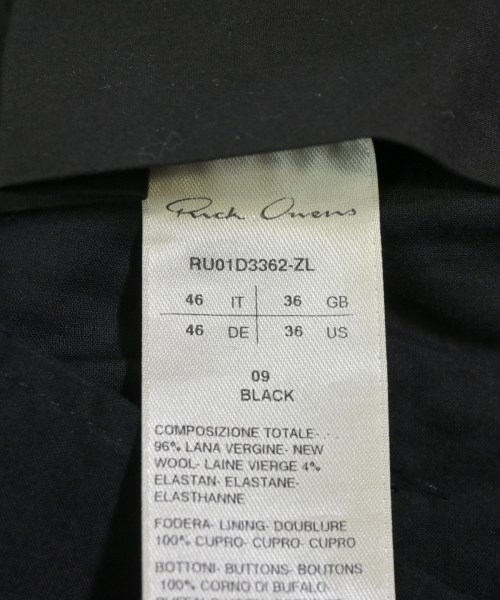 Rick Owens
RU01D3362-ZL
46 IT 36 GB
46 DE 36 US
09
BLACK
COMPOSIZIONE TOTALE-
96% LANA VERGINE- NEW
WOOL- LAINE VIERGE 4%
ELASTAN- ELASTANE-
ELASTHANNE
FODERA- LINING- DOUBLURE
100% CUPRO- CUPRO- CUPRO
BOTTONI- BUTTONS- BOUTONS
100% CORNO DI BUFALO-